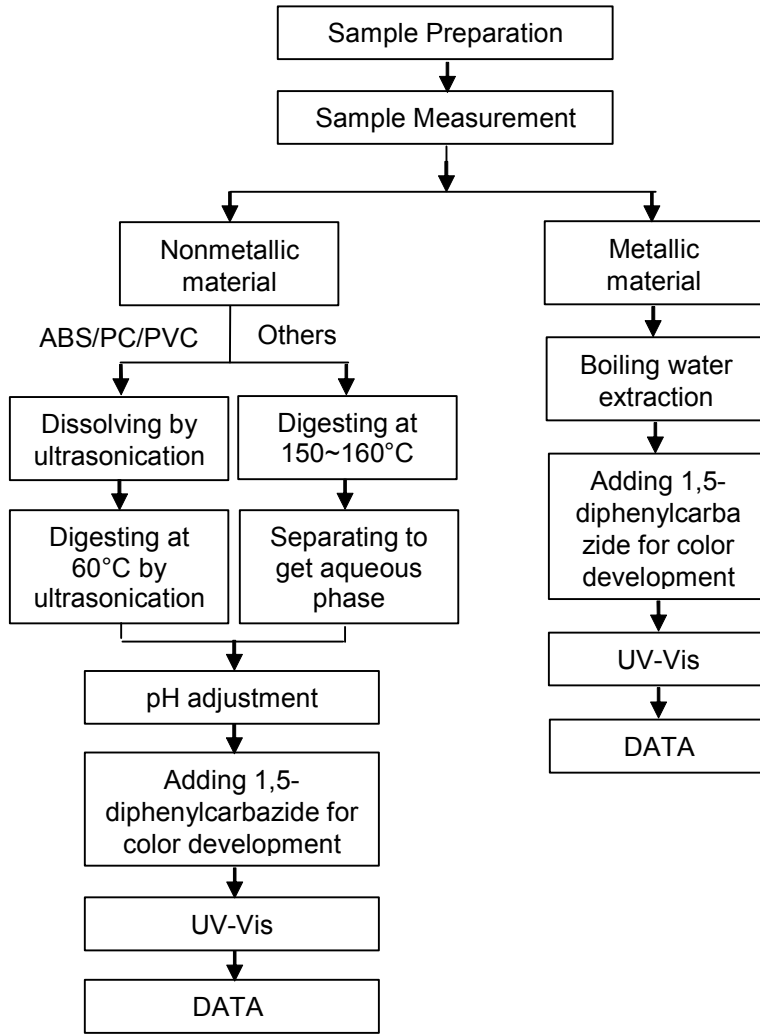 Sample Preparation
Sample Measurement
Nonmetallic
material
ABS/PC/PVC
Others
Dissolving by
ultrasonication
Digesting at
150~160°C
Digesting at
60°C by
ultrasonication
Separating to
get aqueous
phase
pH adjustment
Adding 1,5-
diphenylcarbazide for
color development
UV-Vis
DATA
Metallic
material
Boiling water
extraction
Adding 1,5-
diphenylcarba
zide for color
development
UV-Vis
DATA